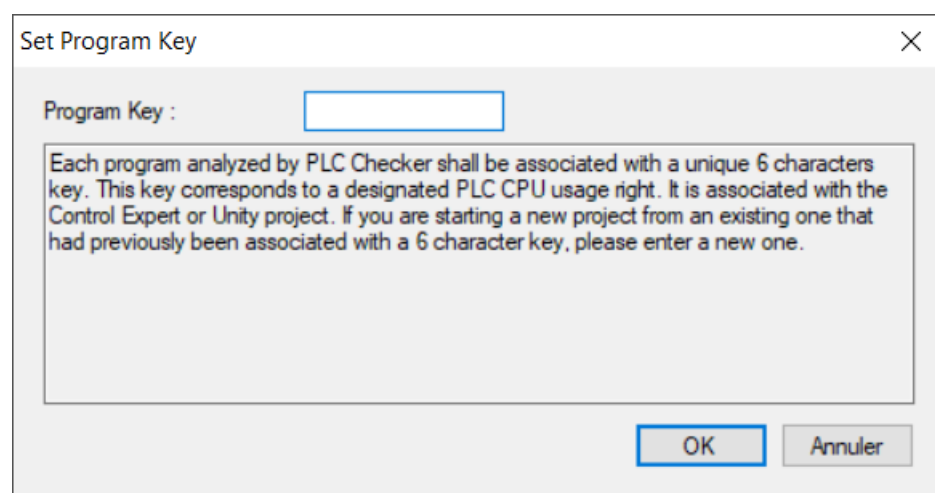 Set Program Key
Program Key :
Each program analyzed by PLC Checker shall be associated with a unique 6 characters
key. This key corresponds to a designated PLC CPU usage right. It is associated with the
Control Expert or Unity project. If you are starting a new project from an existing one that
had previously been associated with a 6 character key, please enter a new one.
OK
Annuler